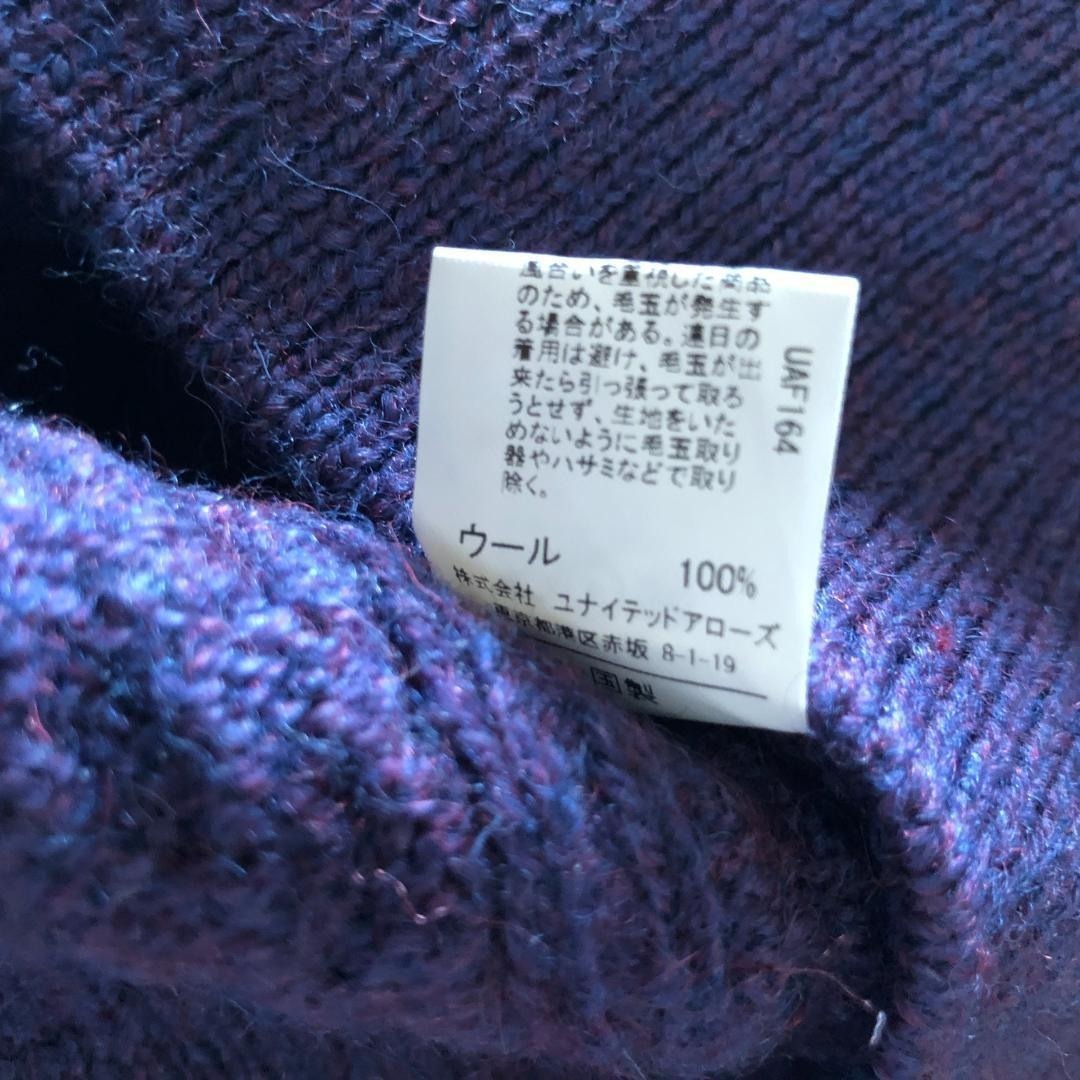 風合いを重視した商品
のため、毛玉が発生す
る場合がある。連日の
着用は避け、毛玉が出
来たら引っ張って取る
うとせず、生地をいた
めないように毛玉取り
器やハサミなどで取り
除く。
UAF164
ウール 100%
株式会社 ユナイテッドアローズ
東京都港区赤坂 8-1-19
国製